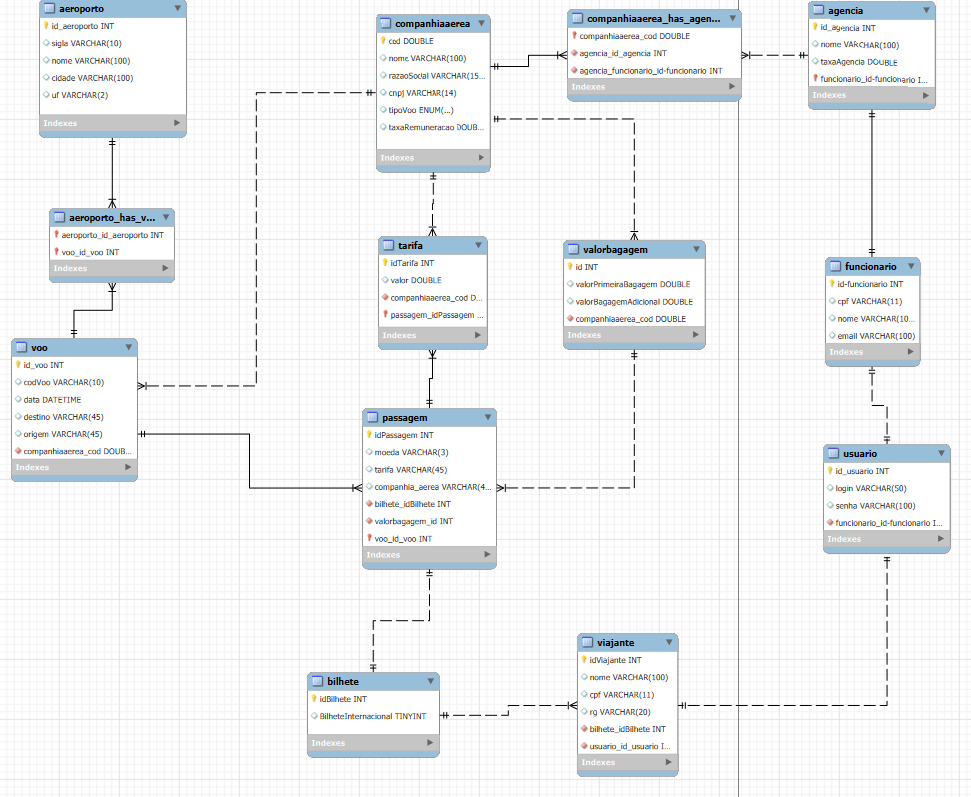 aeroporto
id_aeroporto INT
sigla VARCHAR(10)
nome VARCHAR(100)
cidade VARCHAR(100)
uf VARCHAR(2)
Indexes
companhiaaerea
cod DOUBLE
nome VARCHAR(100)
razaoSocial VARCHAR(15...
cnpj VARCHAR(14)
tipoVoo ENUM(...)
taxaRemuneracao DOUB...
Indexes
companhiaaerea_has_agen...
companhiaaerea_cod DOUBLE
agencia_id_agencia INT
agencia_funcionario_id-funcionario INT
Indexes
agencia
id_agencia INT
nome VARCHAR(100)
taxaAgencia DOUBLE
funcionario_id-funcionario I...
Indexes
aeroporto_has_v...
aeroporto_id_aeroporto INT
voo_id_voo INT
Indexes
tarifa
idTarifa INT
valor DOUBLE
companhiaaerea_cod D...
passagem_idPassagem ...
Indexes
valorbagagem
id INT
valorPrimeiraBagagem DOUBLE
valorBagagemAdicional DOUBLE
companhiaaerea_cod DOUBLE
Indexes
funcionario
id-funcionario INT
cpf VARCHAR(11)
nome VARCHAR(10...
email VARCHAR(100)
Indexes
voo
id_voo INT
codVoo VARCHAR(10)
data DATETIME
destino VARCHAR(45)
origem VARCHAR(45)
companhiaaerea_cod DOUB...
Indexes
passagem
idPassagem INT
moeda VARCHAR(3)
tarifa VARCHAR(45)
companhia_aerea VARCHAR(4...
bilhete_idBilhete INT
valorbagagem_id INT
voo_id_voo INT
Indexes
usuario
id_usuario INT
login VARCHAR(50)
senha VARCHAR(100)
funcionario_id-funcionario I...
Indexes
bilhete
idBilhete INT
BilheteInternacional TINYINT
Indexes
viajante
idViajante INT
nome VARCHAR(100)
cpf VARCHAR(11)
rg VARCHAR(20)
bilhete_idBilhete INT
usuario_id_usuario I...
Indexes